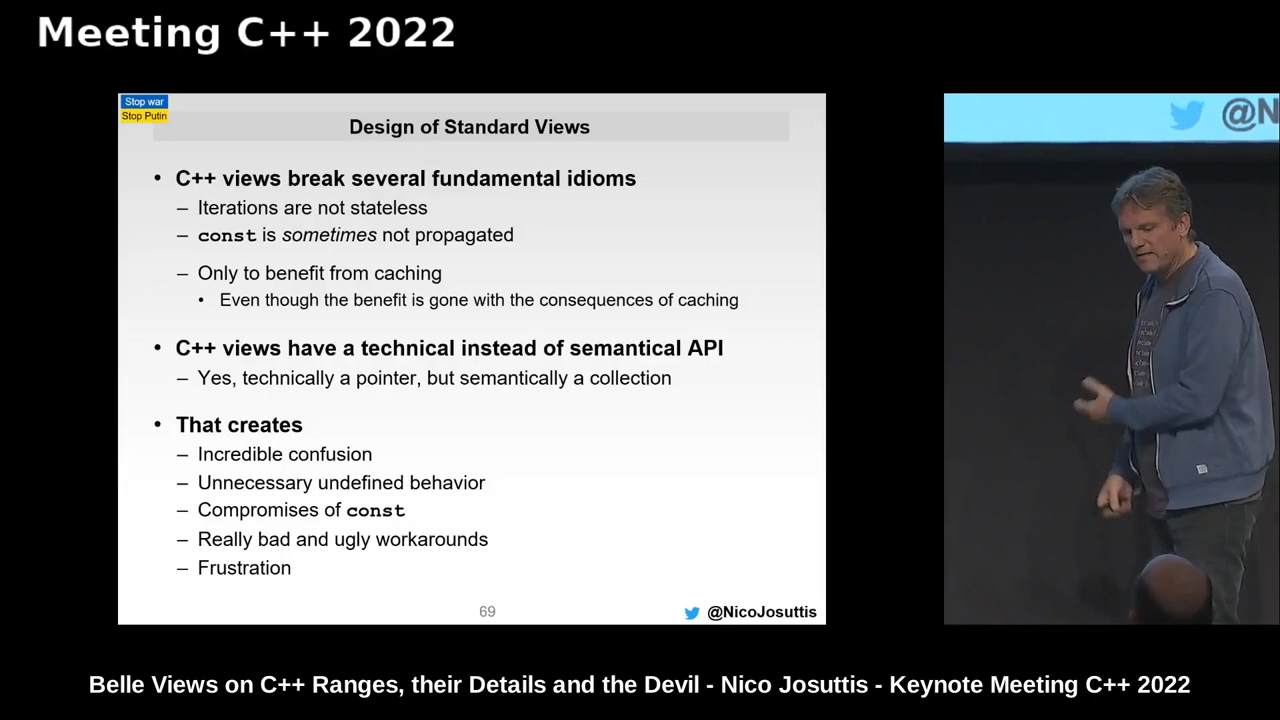 Meeting C++ 2022
Stop war
Stop Putin
Design of Standard Views
• C++ views break several fundamental idioms
– Iterations are not stateless
– const is sometimes not propagated
– Only to benefit from caching
• Even though the benefit is gone with the consequences of caching
• C++ views have a technical instead of semantical API
– Yes, technically a pointer, but semantically a collection
• That creates
– Incredible confusion
– Unnecessary undefined behavior
– Compromises of const
– Really bad and ugly workarounds
– Frustration
69
@NicoJosuttis
@N
Belle Views on C++ Ranges, their Details and the Devil - Nico Josuttis - Keynote Meeting C++ 2022